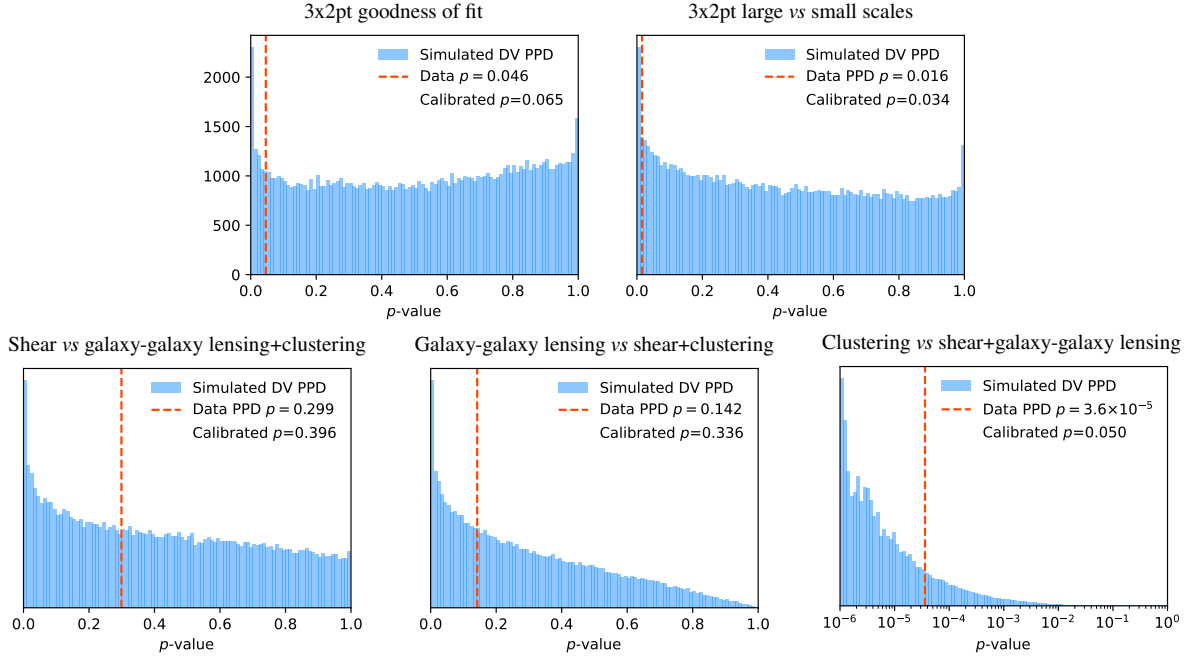 3x2pt goodness of fit
Simulated DV PPD
Data p = 0.046
Calibrated p=0.065
2000
1500
1000
500
0
0.0 0.2 0.4 0.6 0.8 1.0
p-value
3x2pt large vs small scales
Simulated DV PPD
Data PPD p = 0.016
Calibrated p=0.034
0.0 0.2 0.4 0.6 0.8 1.0
p-value
Shear vs galaxy-galaxy lensing+clustering
Simulated DV PPD
Data PPD p = 0.299
Calibrated p=0.396
0.0 0.2 0.4 0.6 0.8 1.0
p-value
Galaxy-galaxy lensing vs shear+clustering
Simulated DV PPD
Data PPD p = 0.142
Calibrated p=0.336
0.0 0.2 0.4 0.6 0.8 1.0
p-value
Clustering vs shear+galaxy-galaxy lensing
Simulated DV PPD
Data PPD p = 3.6×10⁻⁵
Calibrated p=0.050
10⁻⁶ 10⁻⁵ 10⁻⁴ 10⁻³ 10⁻² 10⁻¹ 10⁰
p-value